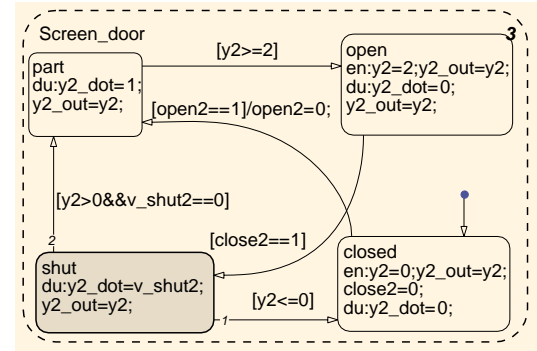 Screen_door
3
part
du:y2_dot=1;
y2_out=y2;
[y2>=2]
open
en:y2=2;y2_out=y2;
du:y2_dot=0;
y2_out=y2;
[open2==1]/open2=0;
[y2>0&&v_shut2==0]
2
[close2==1]
shut
du:y2_dot=v_shut2;
y2_out=y2;
1
[y2<=0]
closed
en:y2=0;y2_out=y2;
close2=0;
du:y2_dot=0;